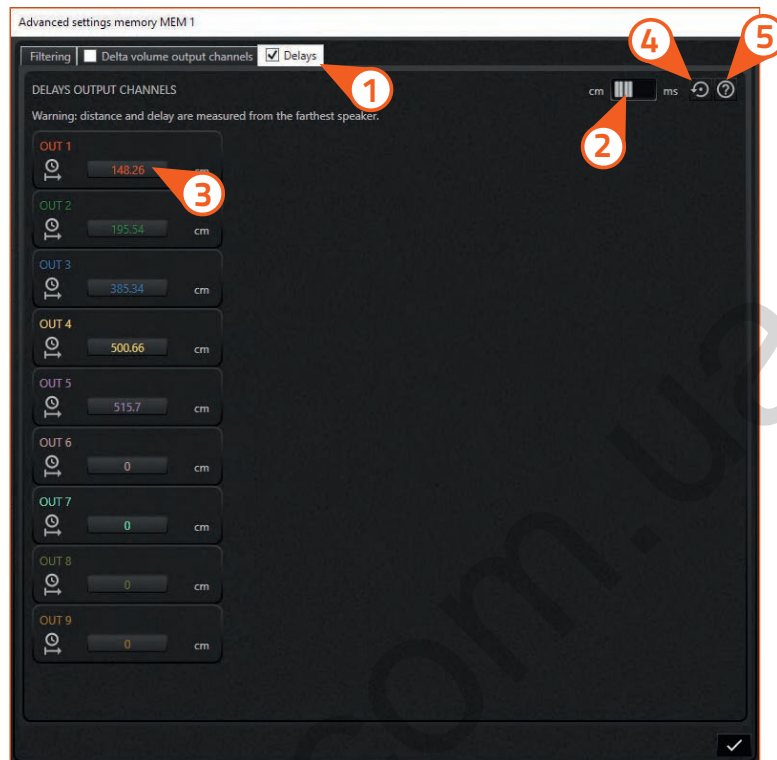 Advanced settings memory MEM 1
Filtering Delta volume output channels Delays
DELAYS OUTPUT CHANNELS
cm ms
Warning: distance and delay are measured from the farthest speaker.
1
2
3
4
5
OUT 1
148.26 cm
OUT 2
195.54 cm
OUT 3
385.34 cm
OUT 4
500.66 cm
OUT 5
515.7 cm
OUT 6
0 cm
OUT 7
0 cm
OUT 8
0 cm
OUT 9
0 cm
com.ua